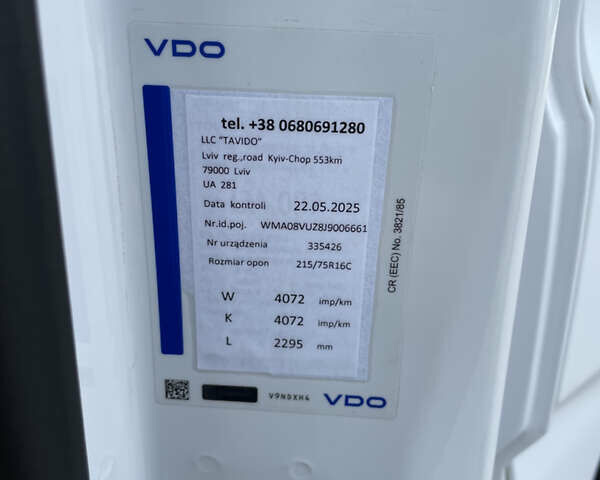 VDO
tel. +38 0680691280
LLC "TAVIDO"
Lviv reg.,road Kyiv-Chop 553km
79000 Lviv
UA 281
Data kontroli 22.05.2025
Nr.id.poj. WMA08VUZ8J9006661
Nr urządzenia 335426
Rozmiar opon 215/75R16C
W 4072 imp/km
K 4072 imp/km
L 2295 mm
CR (EEC) No. 3821/85
V9NDXH4 VDO